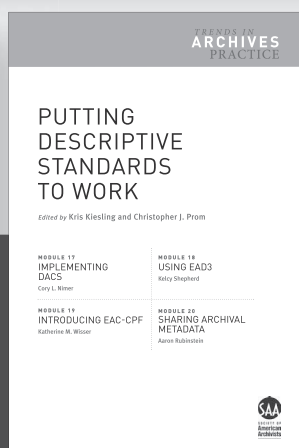 TRENDS IN
ARCHIVES
PRACTICE
PUTTING
DESCRIPTIVE
STANDARDS
TO WORK
Edited by Kris Kiesling and Christopher J. Prom
MODULE 17
IMPLEMENTING
DACS
Cory L. Nimer
MODULE 18
USING EAD3
Kelcy Shepherd
MODULE 19
INTRODUCING EAC-CPF
Katherine M. Wisser
MODULE 20
SHARING ARCHIVAL
METADATA
Aaron Rubinstein
SAA
SOCIETY OF
American
Archivists